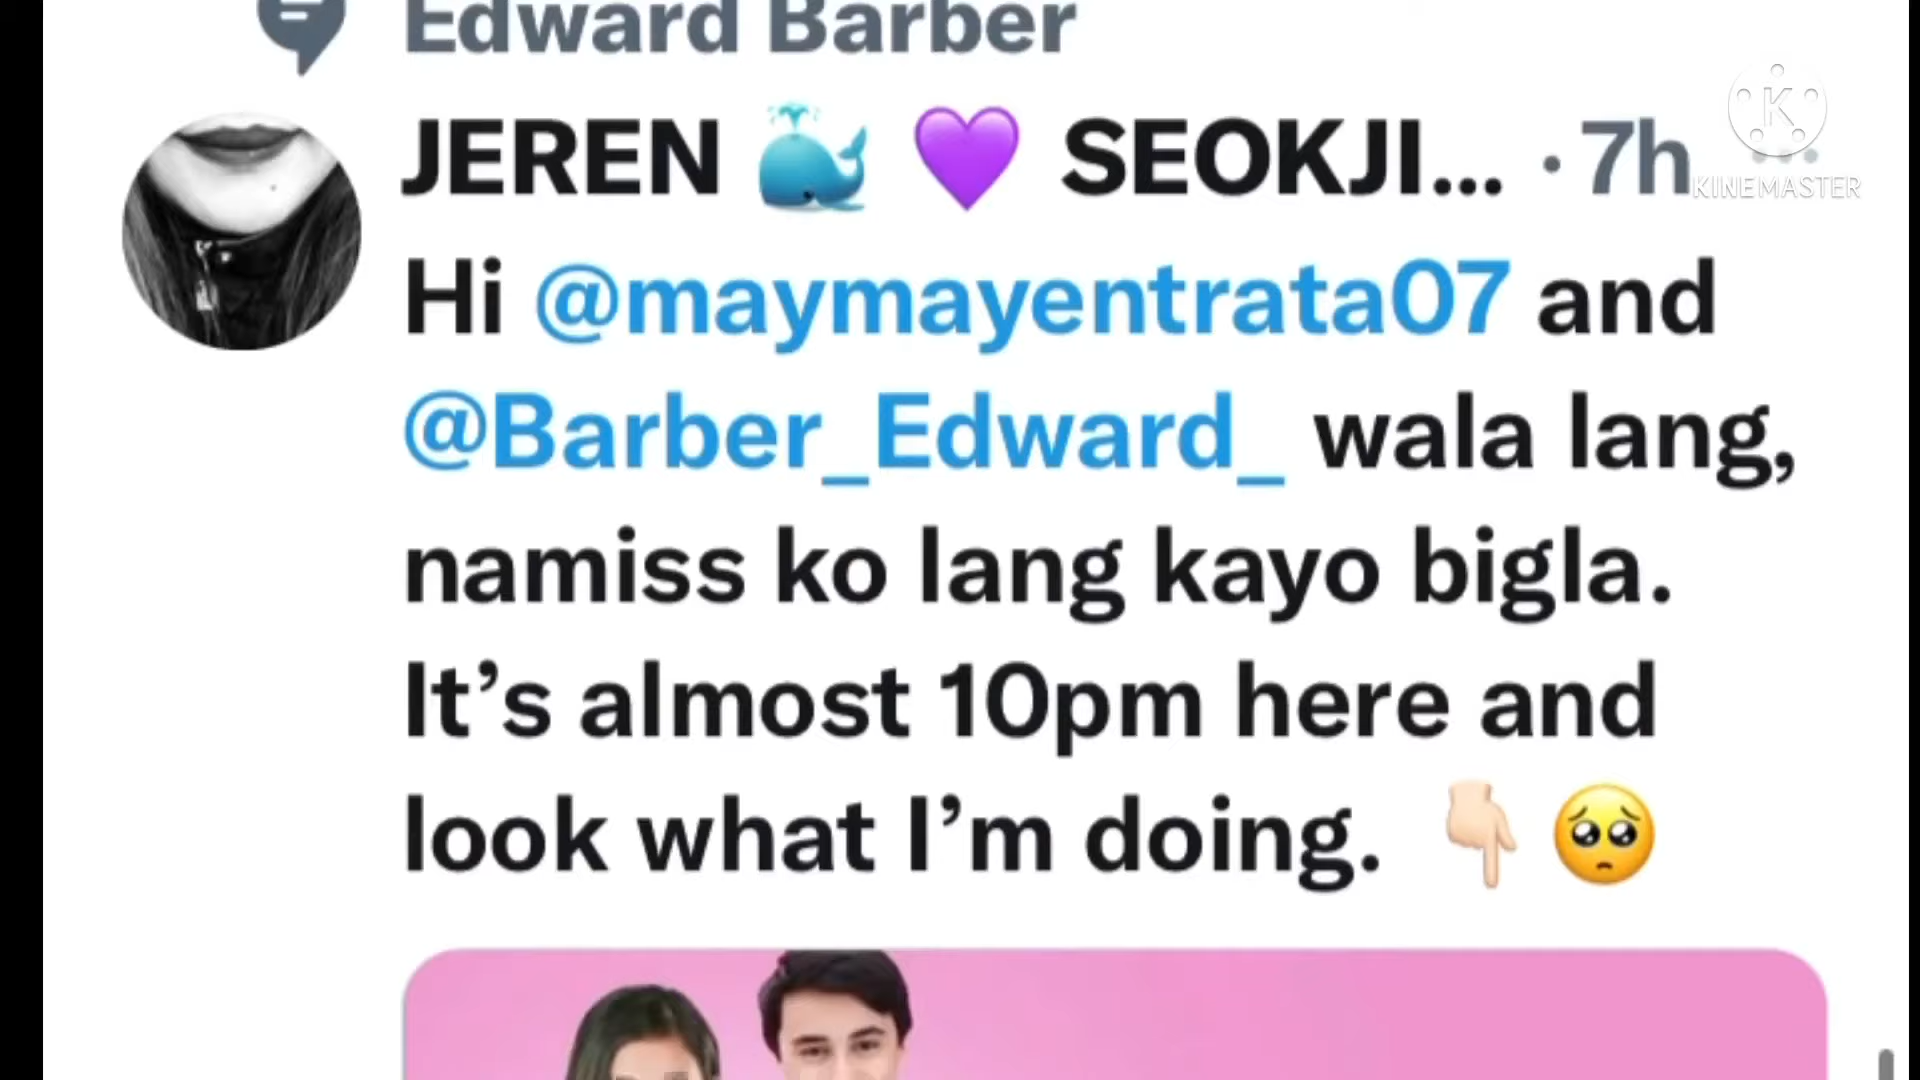 Edward Barber
JEREN 🐳 💜 SEOKJI... · 7h
KINEMASTER
Hi @maymayentrata07 and
@Barber_Edward_ wala lang,
namiss ko lang kayo bigla.
It’s almost 10pm here and
look what I’m doing. 👇🏻 🥺